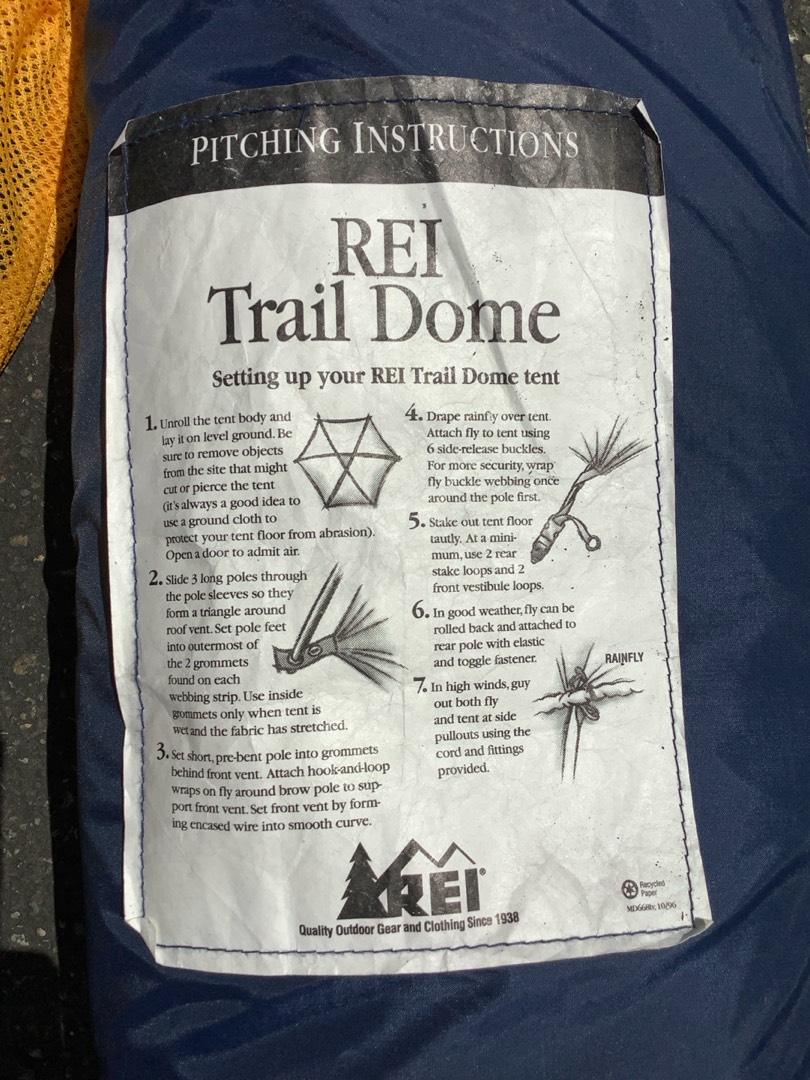 PITCHING INSTRUCTIONS
REI
Trail Dome
Setting up your REI Trail Dome tent
1. Unroll the tent body and
lay it on level ground. Be
sure to remove objects
from the site that might
cut or pierce the tent
(it's always a good idea to
use a ground cloth to
protect your tent floor from abrasion).
Open a door to admit air.
2. Slide 3 long poles through
the pole sleeves so they
form a triangle around
roof vent. Set pole feet
into outermost of
the 2 grommets
found on each
webbing strip. Use inside
grommets only when tent is
wet and the fabric has stretched.
3. Set short, pre-bent pole into grommets
behind front vent. Attach hook-and-loop
wraps on fly around brow pole to sup-
port front vent. Set front vent by form-
ing encased wire into smooth curve.
4. Drape rainfly over tent.
Attach fly to tent using
6 side-release buckles.
For more security, wrap
fly buckle webbing once
around the pole first.
5. Stake out tent floor
tautly. At a mini-
mum, use 2 rear
stake loops and 2
front vestibule loops.
6. In good weather, fly can be
rolled back and attached to
rear pole with elastic
and toggle fastener.
RAINFLY
7. In high winds, guy
out both fly
and tent at side
pullouts using the
cord and fittings
provided.
REI®
Quality Outdoor Gear and Clothing Since 1938
Recycled
Paper
10/96